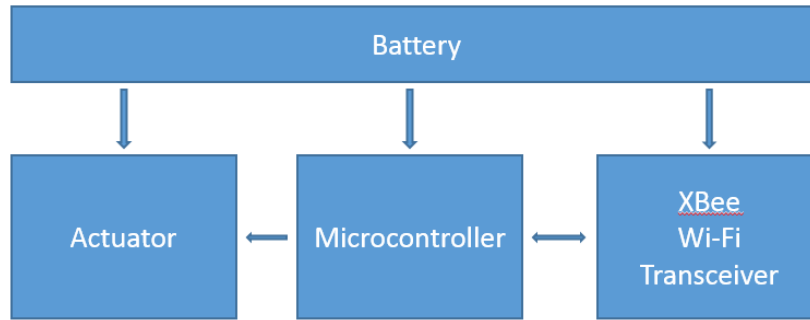 Battery
Actuator
Microcontroller
XBee
Wi-Fi
Transceiver